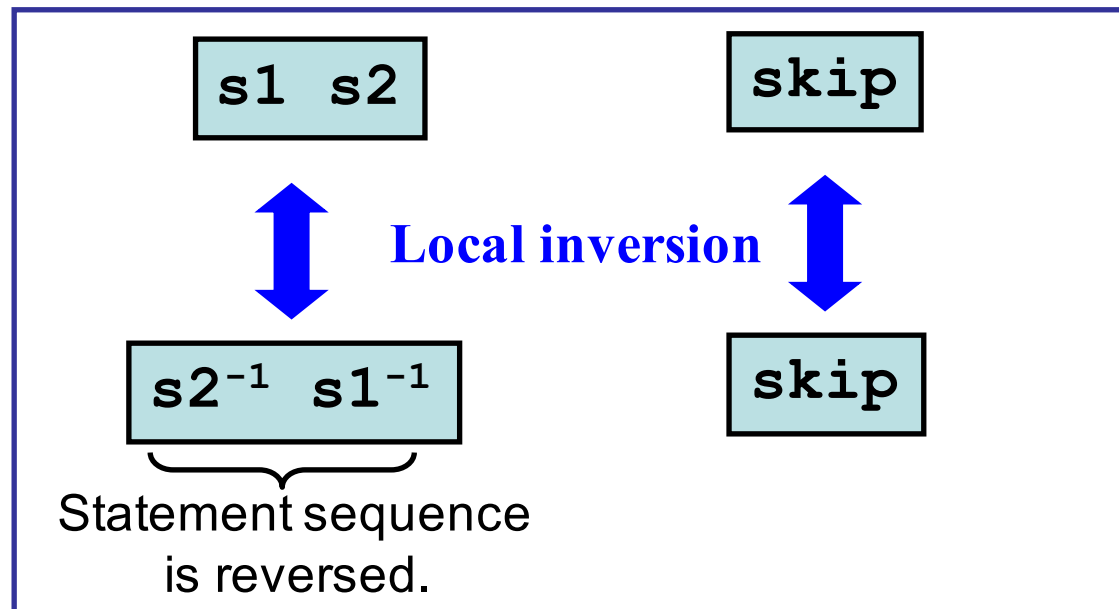 s1 s2
skip
Local inversion
s2⁻¹ s1⁻¹
skip
Statement sequence
is reversed.